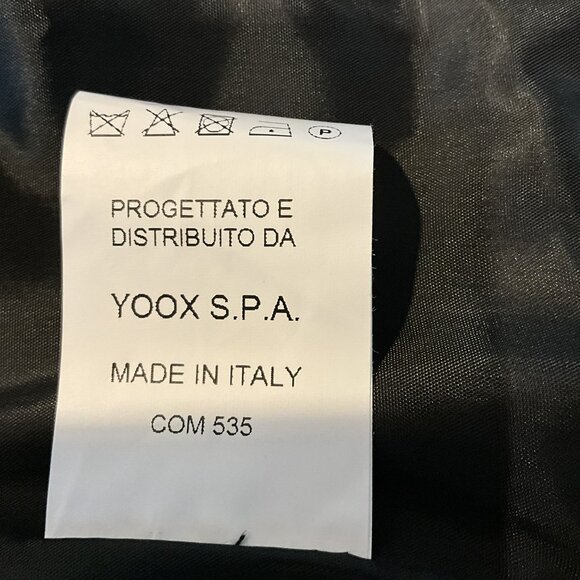 P
PROGETTATO E
DISTRIBUITO DA
YOOX S.P.A.
MADE IN ITALY
COM 535